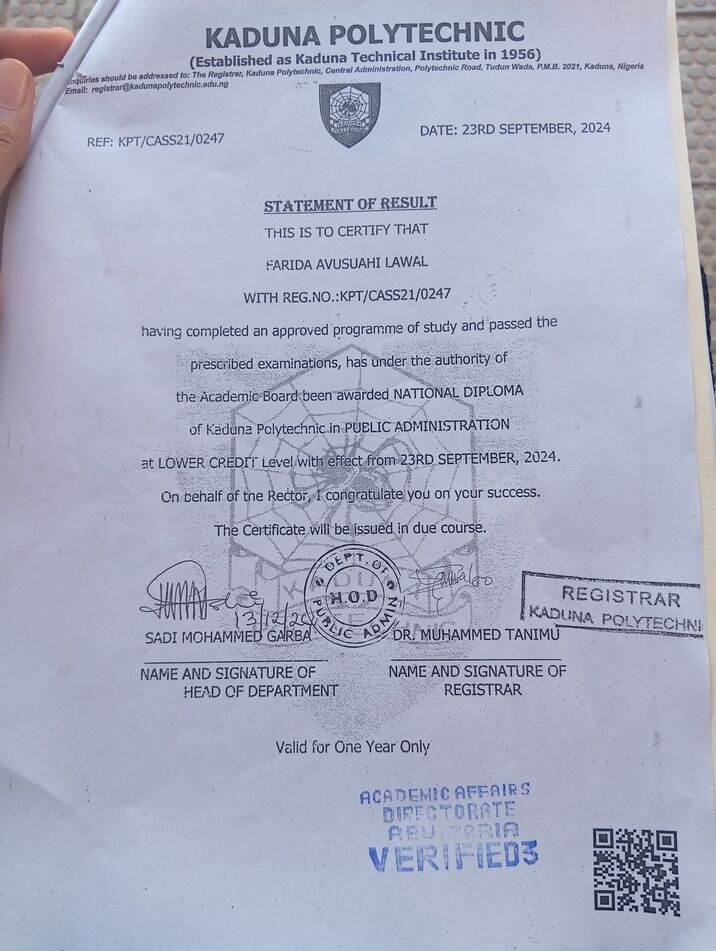 KADUNA POLYTECHNIC
(Established as Kaduna Technical Institute in 1956)
nquiries should be addressed to: The Registrar, Kaduna Polytechnic, Central Administration, Polytechnic Road, Tudun Wada, P.M.B. 2021, Kaduna, Nigeria
Email: registrar@kadunapolytechnic.edu.ng
REF: KPT/CASS21/0247
DATE: 23RD SEPTEMBER, 2024
STATEMENT OF RESULT
THIS IS TO CERTIFY THAT
FARIDA AVUSUAHI LAWAL
WITH REG.NO.:KPT/CASS21/0247
having completed an approved programme of study and passed the
prescribed examinations, has under the authority of
the Academic Board been awarded NATIONAL DIPLOMA
of Kaduna Polytechnic in PUBLIC ADMINISTRATION
at LOWER CREDIT Level with effect from 23RD SEPTEMBER, 2024.
On behalf of the Rector, I congratulate you on your success.
The Certificate will be issued in due course.
DEPT. OF
H.O.D
PUBLIC ADMIN
REGISTRAR
KADUNA POLYTECHNI
13/12/24
SADI MOHAMMED GARBA
DR. MUHAMMED TANIMU
NAME AND SIGNATURE OF
HEAD OF DEPARTMENT
NAME AND SIGNATURE OF
REGISTRAR
Valid for One Year Only
ACADEMIC AFFAIRS
DIRECTORATE
ABU ZARIA
VERIFIED3